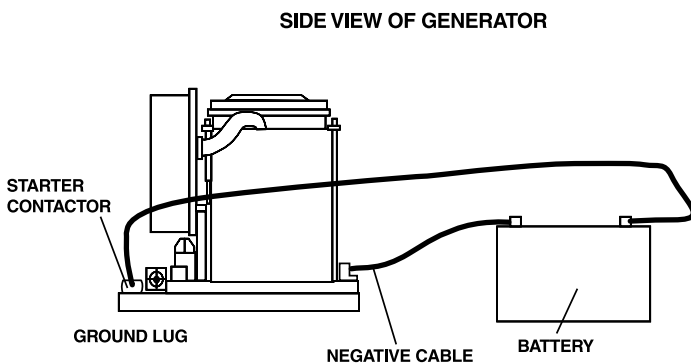 SIDE VIEW OF GENERATOR
STARTER
CONTACTOR
GROUND LUG
NEGATIVE CABLE
BATTERY